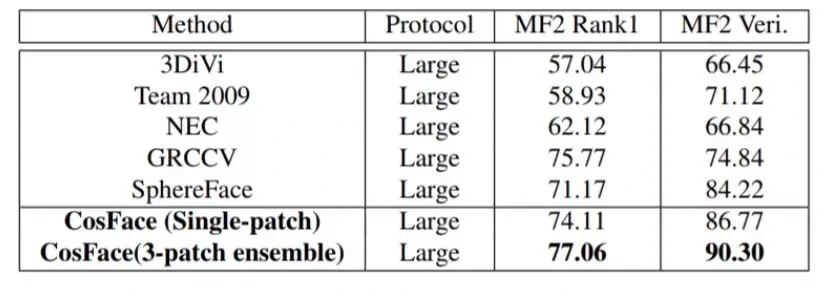 Method Protocol MF2 Rank1 MF2 Veri.
3DiVi Large 57.04 66.45
Team 2009 Large 58.93 71.12
NEC Large 62.12 66.84
GRCCV Large 75.77 74.84
SphereFace Large 71.17 84.22
CosFace (Single-patch) Large 74.11 86.77
CosFace(3-patch ensemble) Large 77.06 90.30